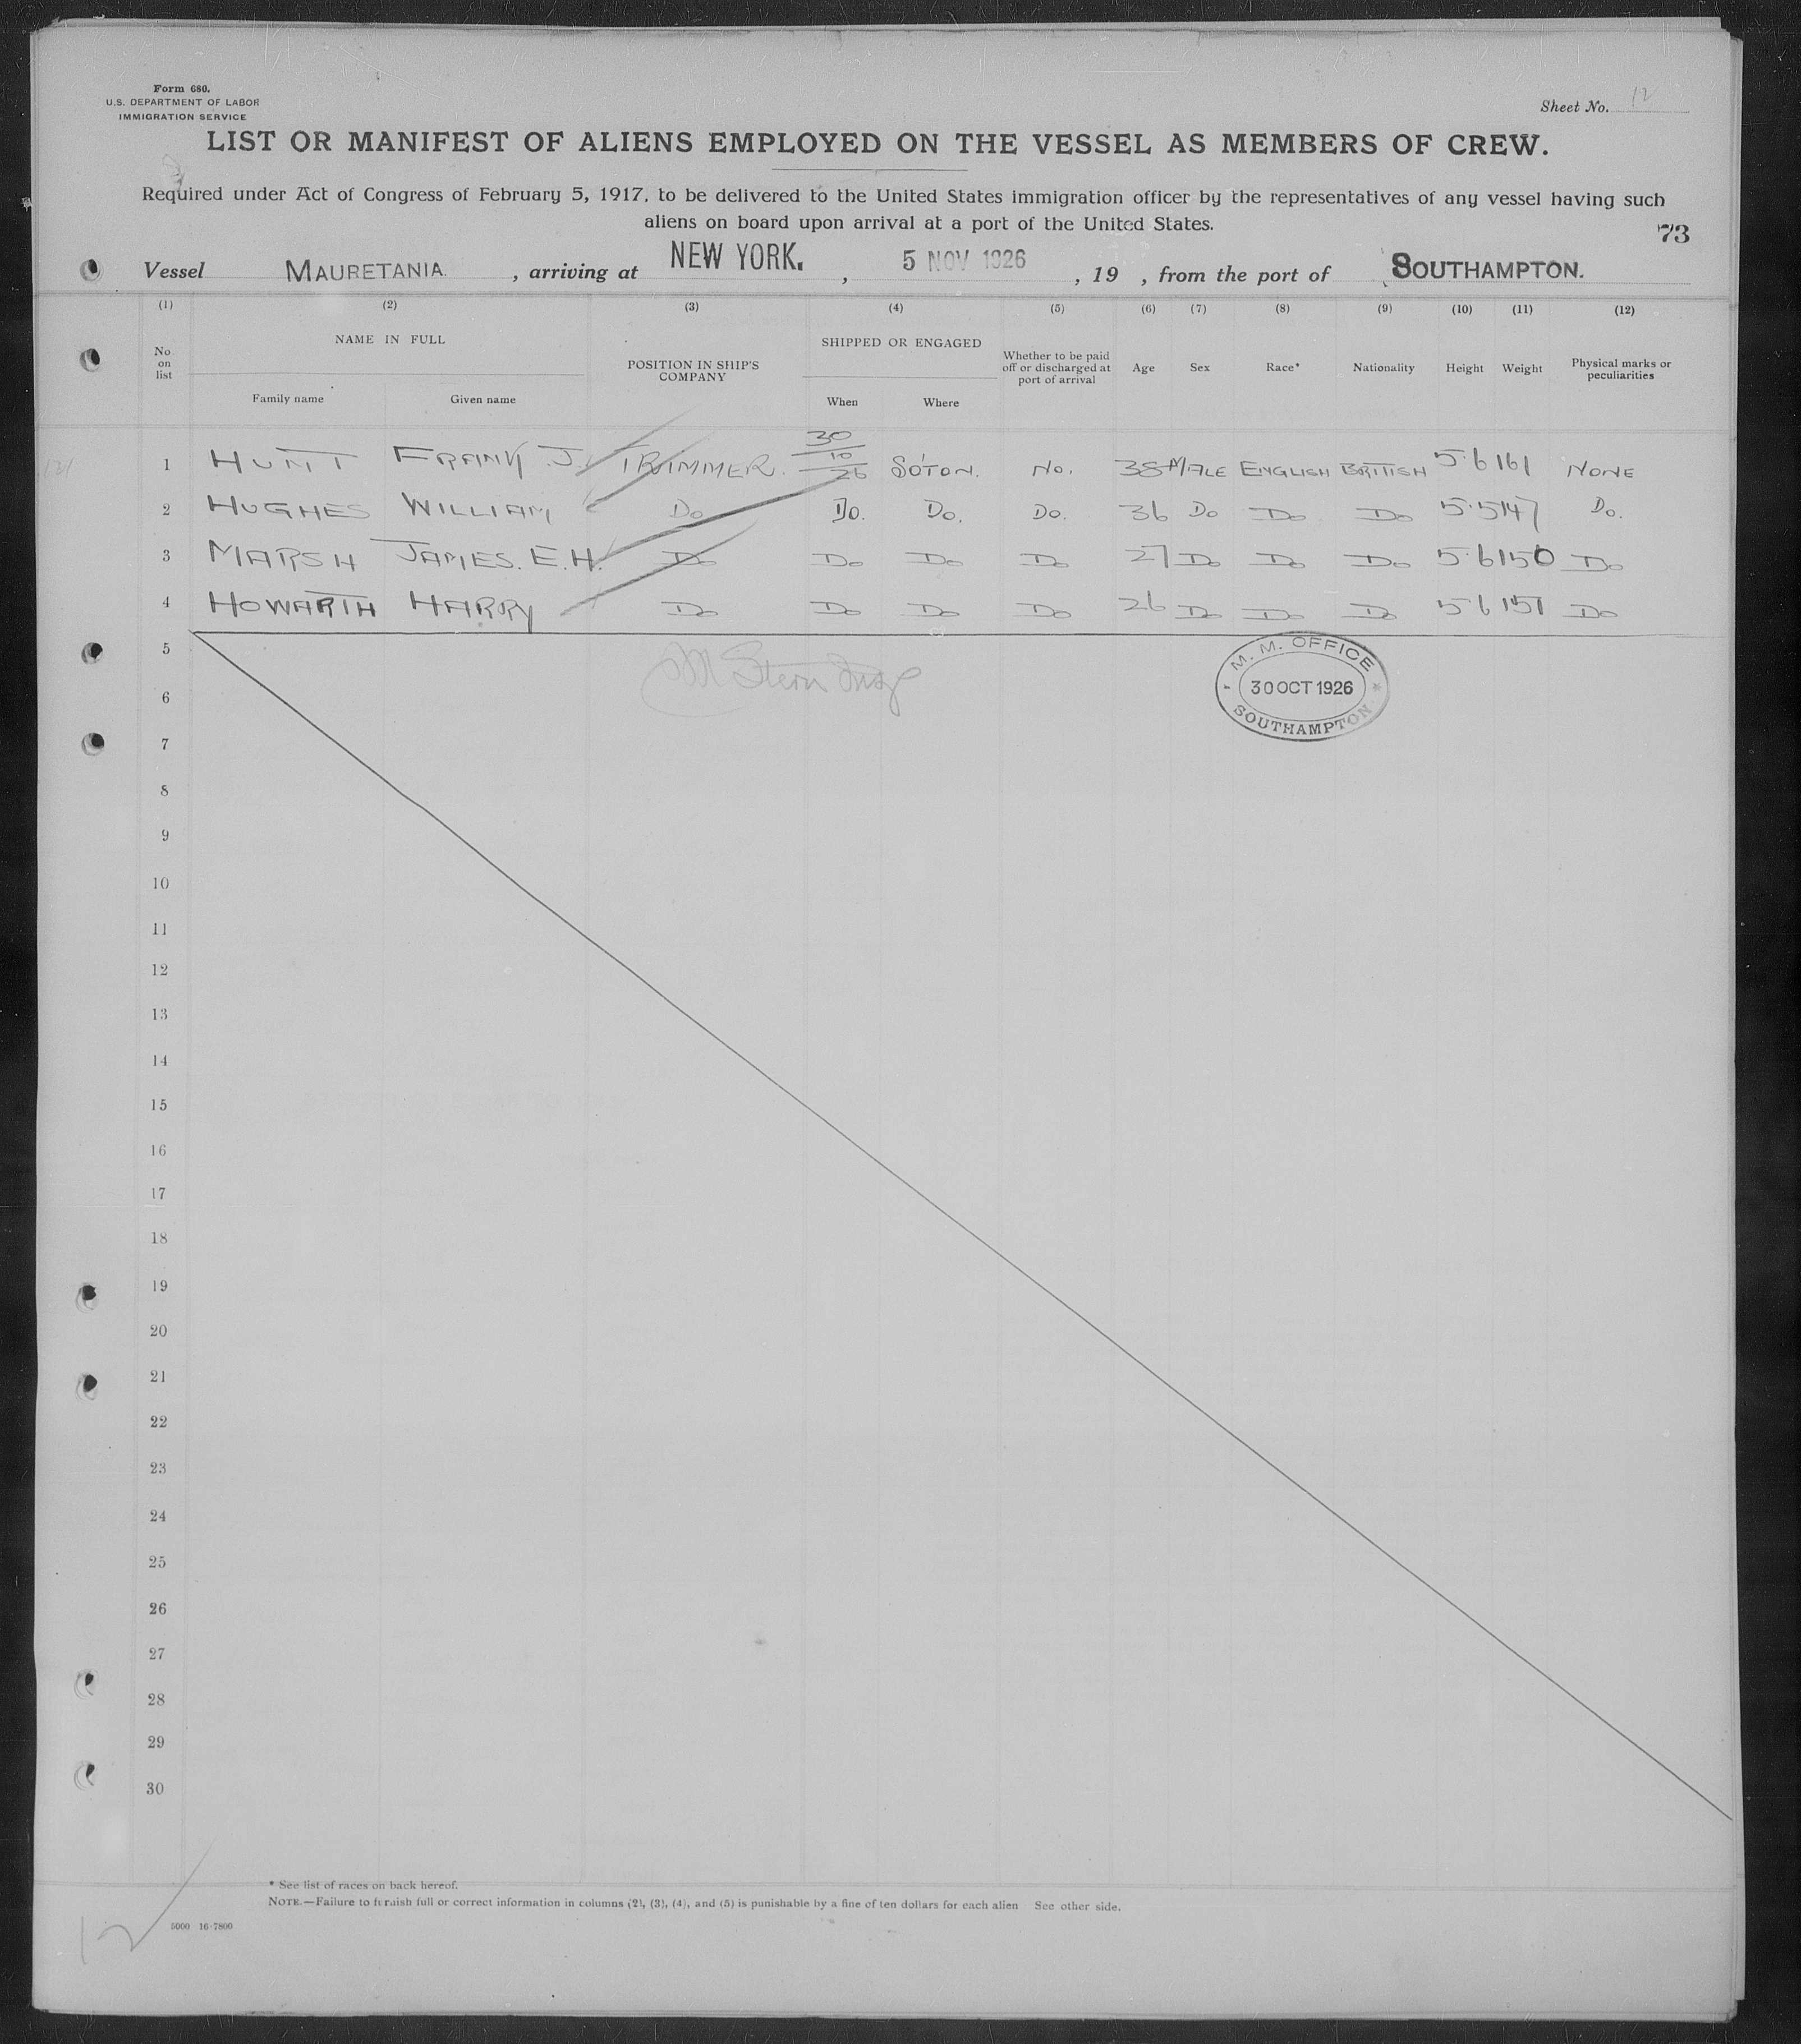 Form 680.
U.S. DEPARTMENT OF LABOR
IMMIGRATION SERVICE
Sheet No. 12
LIST OR MANIFEST OF ALIENS EMPLOYED ON THE VESSEL AS MEMBERS OF CREW.
Required under Act of Congress of February 5, 1917, to be delivered to the United States immigration officer by the representatives of any vessel having such
aliens on board upon arrival at a port of the United States.
73
Vessel MAURETANIA. , arriving at NEW YORK. , 5 NOV 1926 , 19 , from the port of SOUTHAMPTON.
(1) (2) (3) (4) (5) (6) (7) (8) (9) (10) (11) (12)
No on list
NAME IN FULL
Family name Given name
POSITION IN SHIP'S COMPANY
SHIPPED OR ENGAGED
When Where
Whether to be paid off or discharged at port of arrival
Age Sex Race* Nationality Height Weight Physical marks or peculiarities
1 HUNT FRANK J. TRIMMER. 30/10/26 SO'TON. NO. 38 MALE ENGLISH BRITISH 5.6 161 NONE
2 HUGHES WILLIAM DO DO. DO. DO. 36 DO DO DO 5.5 147 DO.
3 MARSH JAMES. E.H. DO DO DO DO 27 DO DO DO 5.6 150 DO
4 HOWARTH HARRY DO DO DO DO 26 DO DO DO 5.6 151 DO
5
M Stern
M. M. OFFICE
30 OCT 1926
SOUTHAMPTON
6
7
8
9
10
11
12
13
14
15
16
17
18
19
20
21
22
23
24
25
26
27
28
29
30
* See list of races on back hereof.
NOTE.—Failure to furnish full or correct information in columns (2), (3), (4), and (5) is punishable by a fine of ten dollars for each alien See other side.
5000 16-7800
12